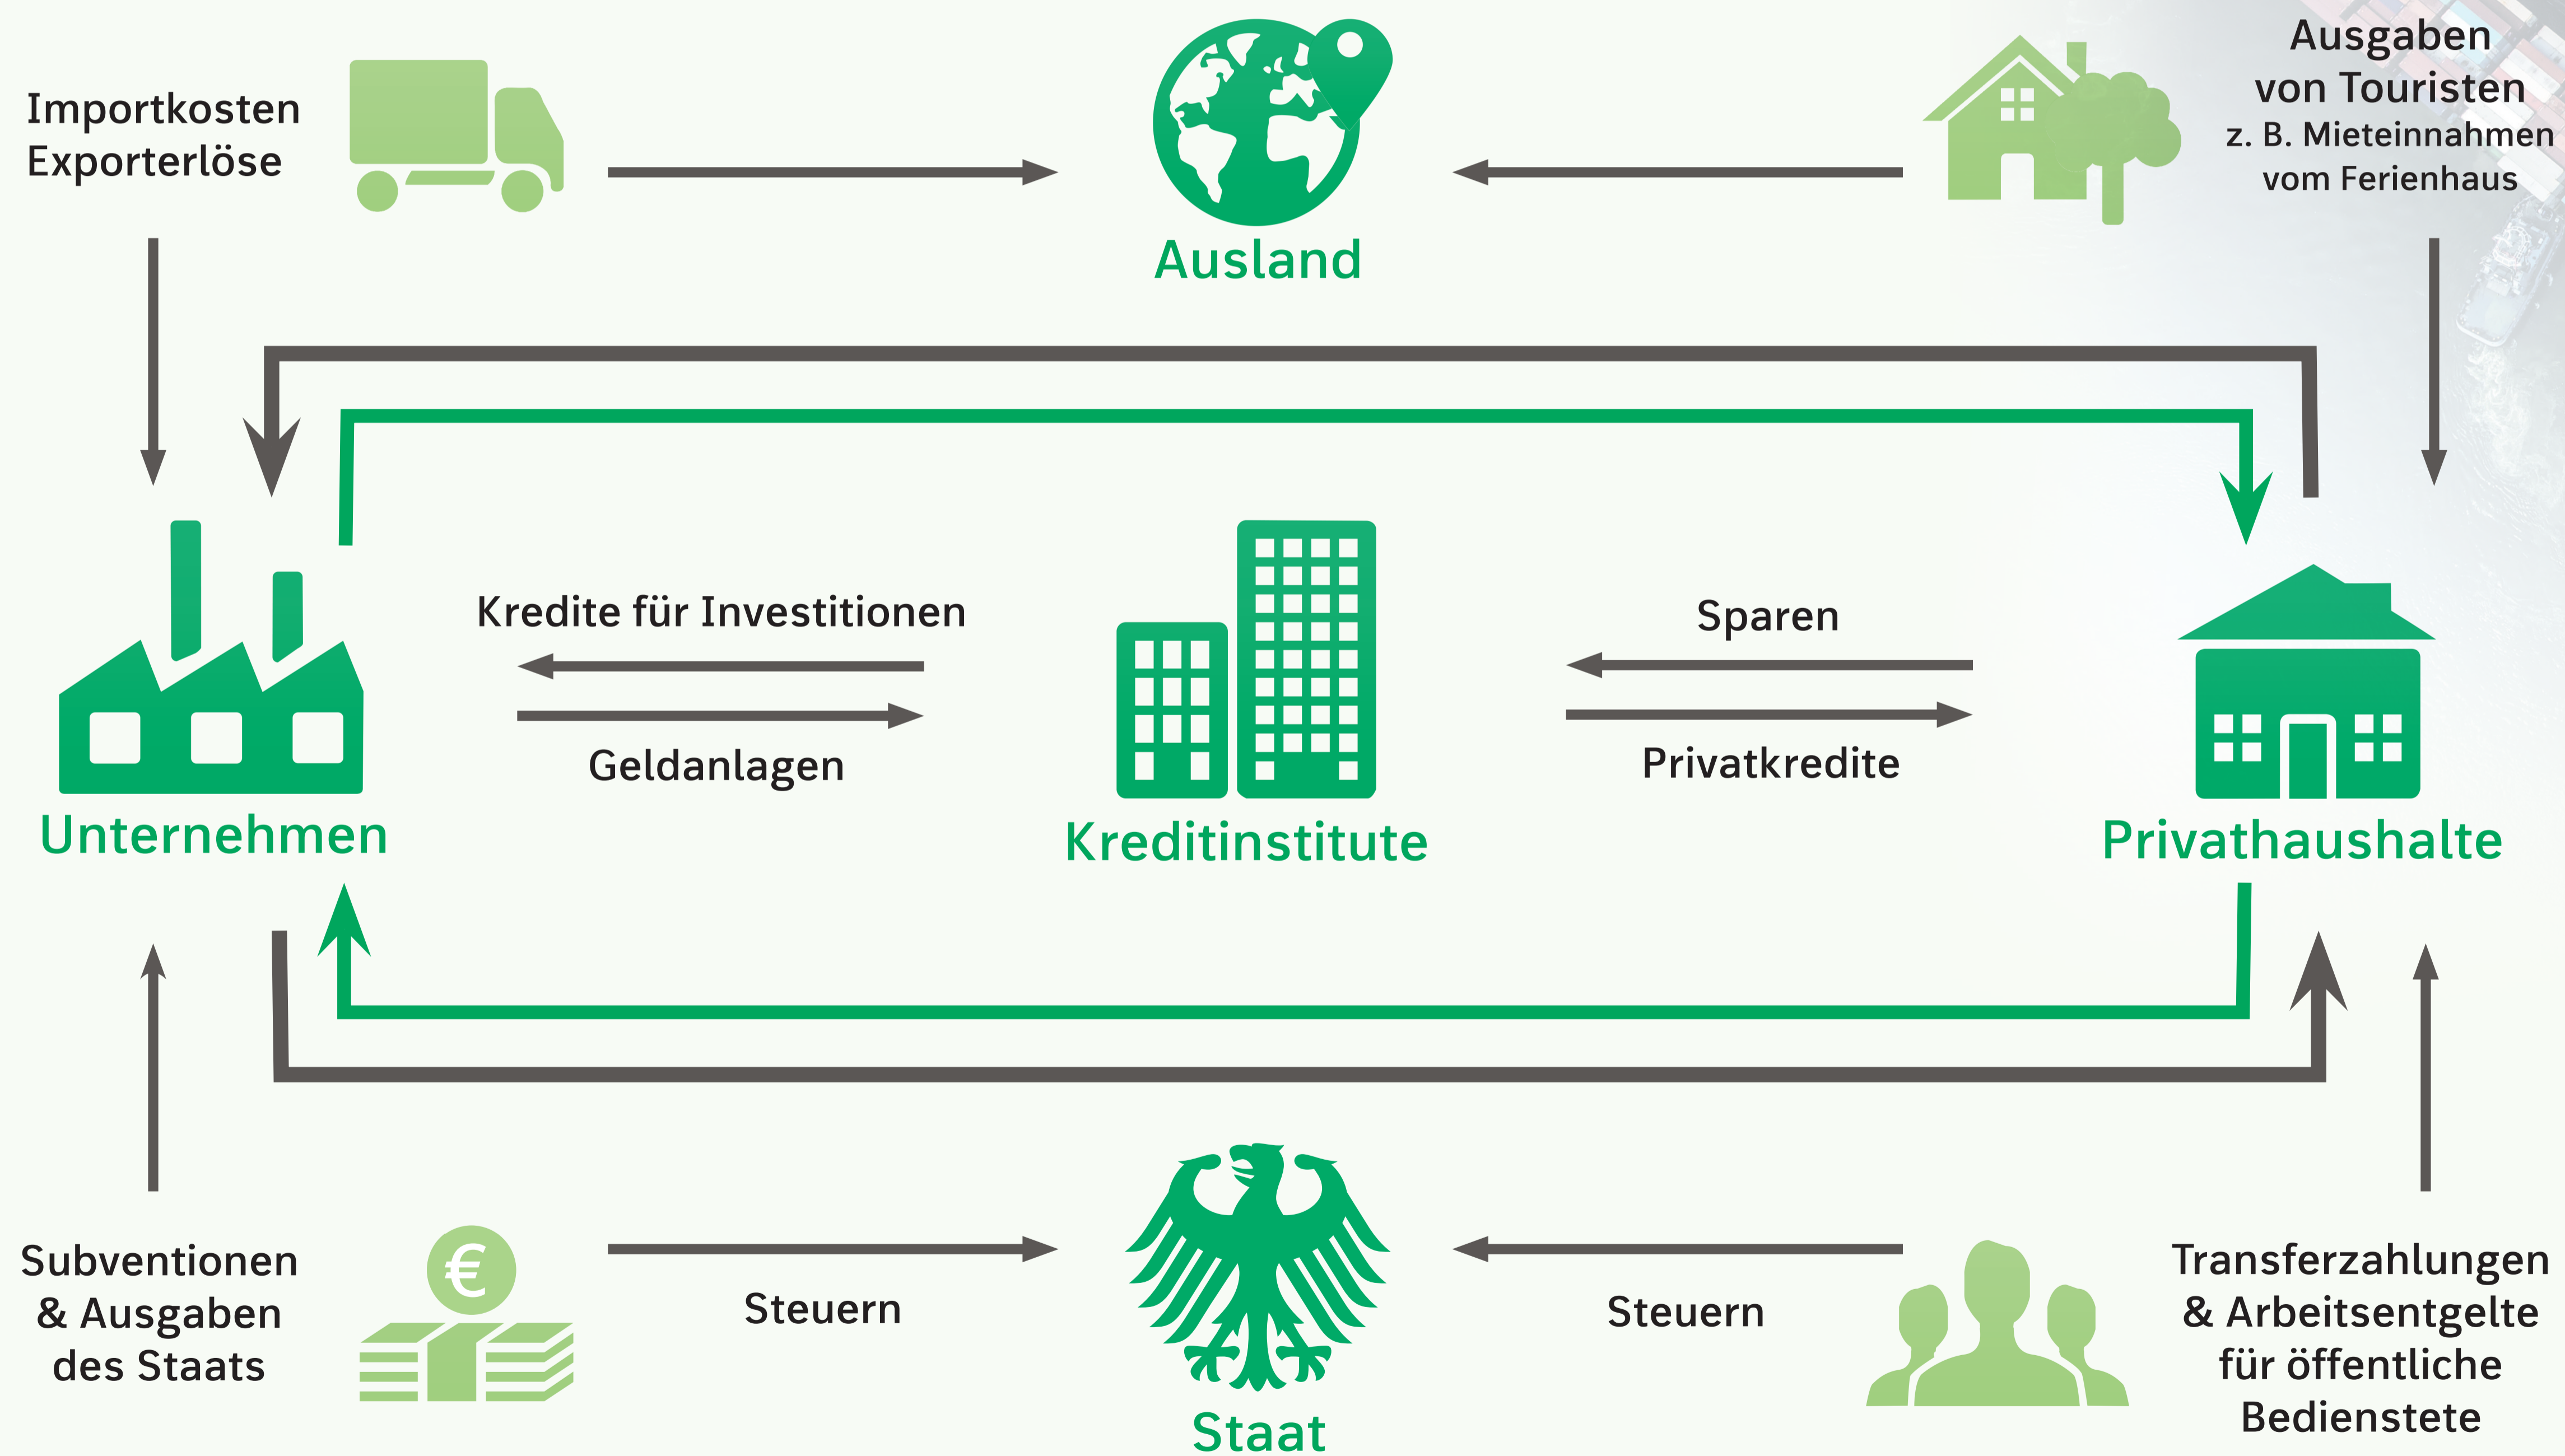 Importkosten
Exporterlöse
Ausland
Ausgaben
von Touristen
z. B. Mieteinnahmen
vom Ferienhaus
Kredite für Investitionen
Geldanlagen
Sparen
Privatkredite
Unternehmen
Kreditinstitute
Privathaushalte
Subventionen
& Ausgaben
des Staats
€
Steuern
Staat
Steuern
Transferzahlungen
& Arbeitsentgelte
für öffentliche
Bedienstete